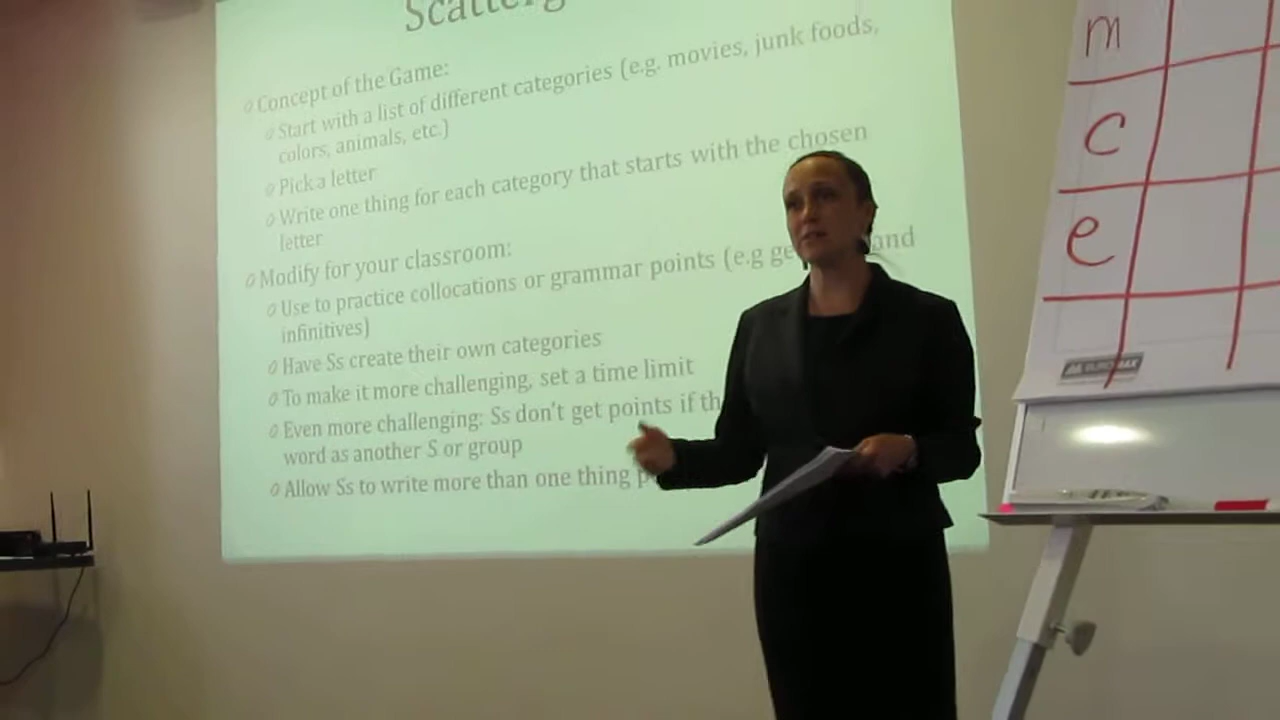 Scatterg
Concept of the Game:
Start with a list of different categories (e.g. movies, junk foods,
colors, animals, etc.)
Pick a letter
Write one thing for each category that starts with the chosen
letter
Modify for your classroom:
Use to practice collocations or grammar points (e.g ge and
infinitives)
Have Ss create their own categories
To make it more challenging, set a time limit
Even more challenging: Ss don't get points if th
word as another S or group
Allow Ss to write more than one thing p
m
c
e